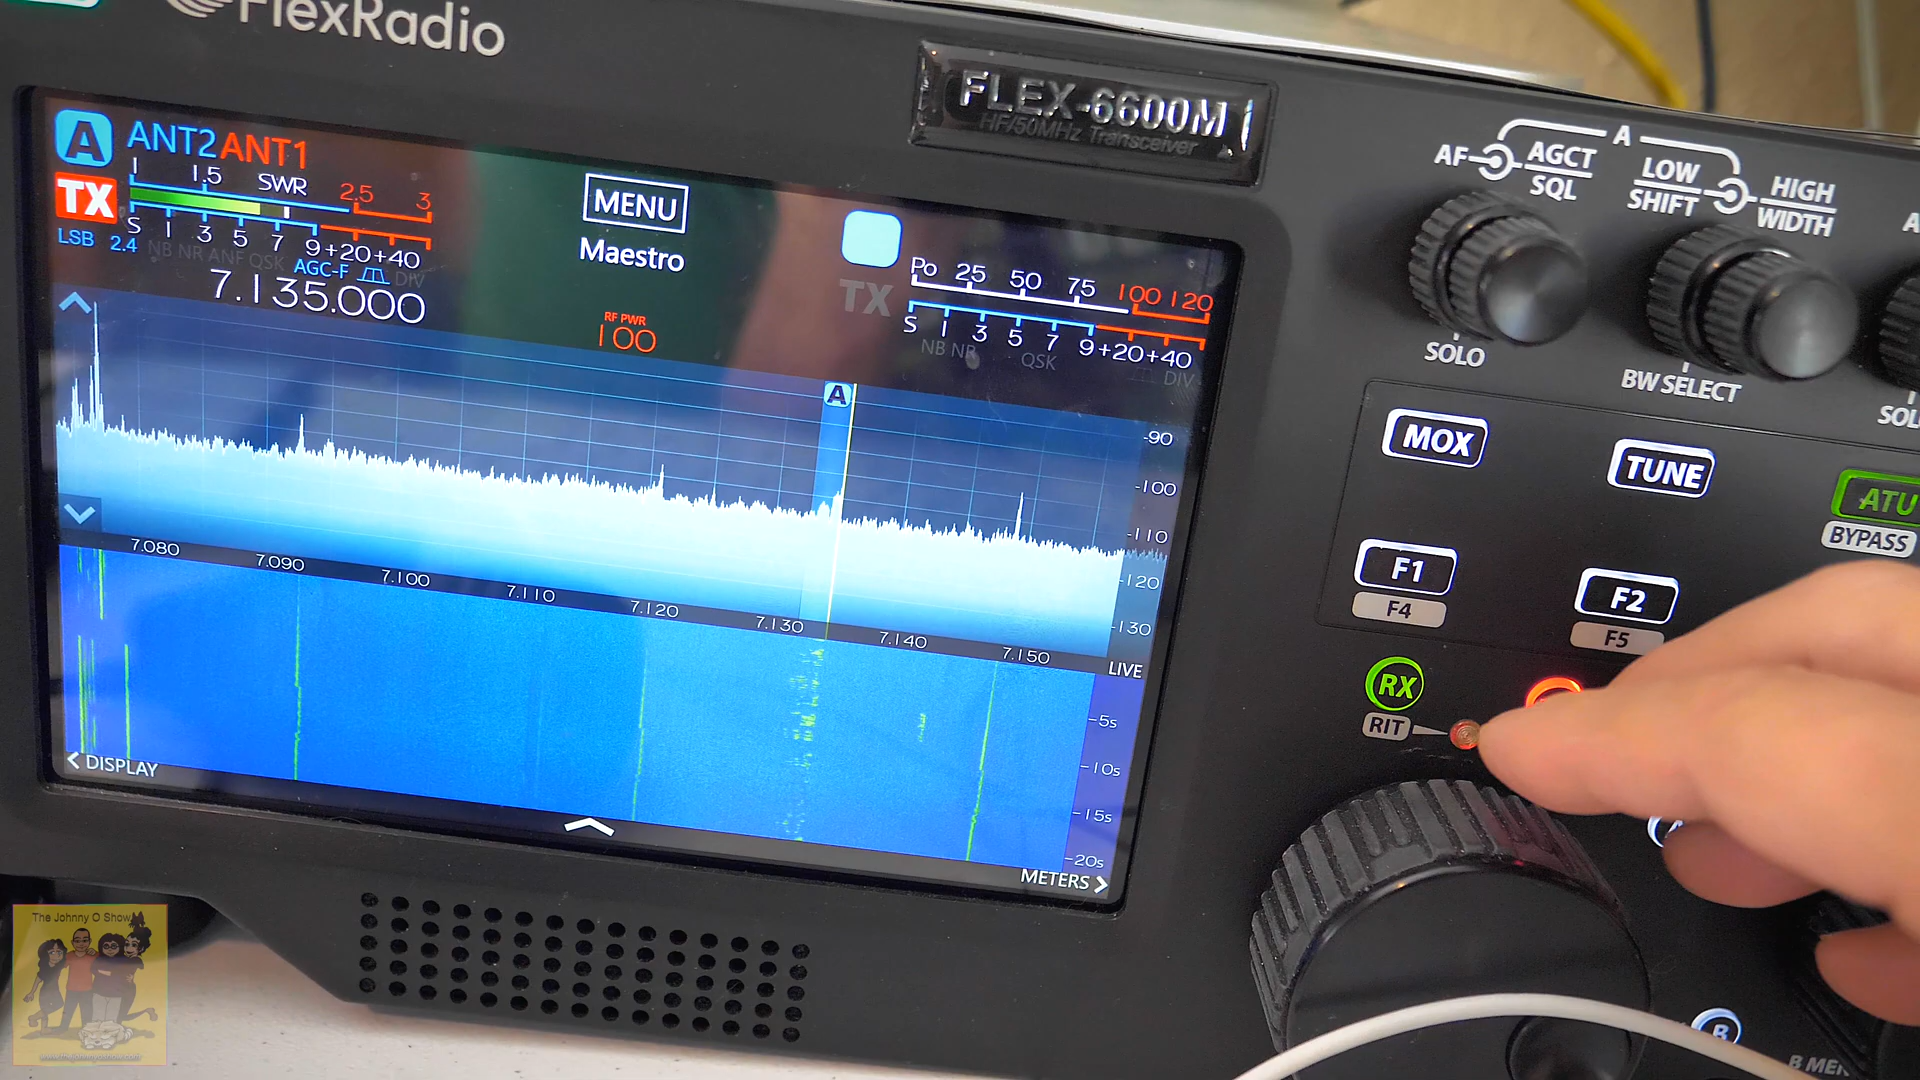 FlexRadio
FLEX-6600M
HF/50MHz Transceiver
A ANT2 ANT1
1 1.5 SWR 2.5 3
TX
S 1 3 5 7 9 +20 +40
LSB 2.4 NB NR ANF QSK AGC-F DIV
7.135.000
MENU
Maestro
RF PWR
100
Po 25 50 75 100 120
TX
S 1 3 5 7 9 +20 +40
NB NR QSK DIV
A
-90
-100
-110
-120
-130
7.080 7.090 7.100 7.110 7.120 7.130 7.140 7.150
LIVE
-5s
-10s
-15s
-20s
< DISPLAY
METERS >
A
AF AGCT
SQL
LOW
SHIFT
HIGH
WIDTH
SOLO
BW SELECT
MOX
TUNE
ATU
BYPASS
F1
F4
F2
F5
RX
RIT
B
The Johnny O Show